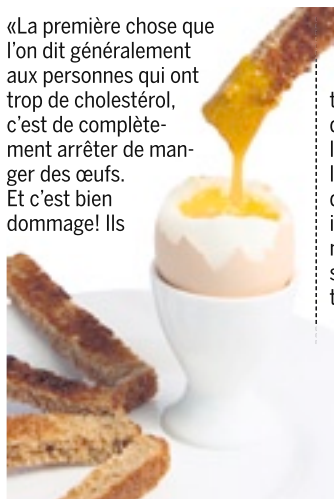 «La première chose que
l'on dit généralement
aux personnes qui ont
trop de cholestérol,
c'est de complète-
ment arrêter de man-
ger des œufs.
Et c'est bien
dommage! Ils